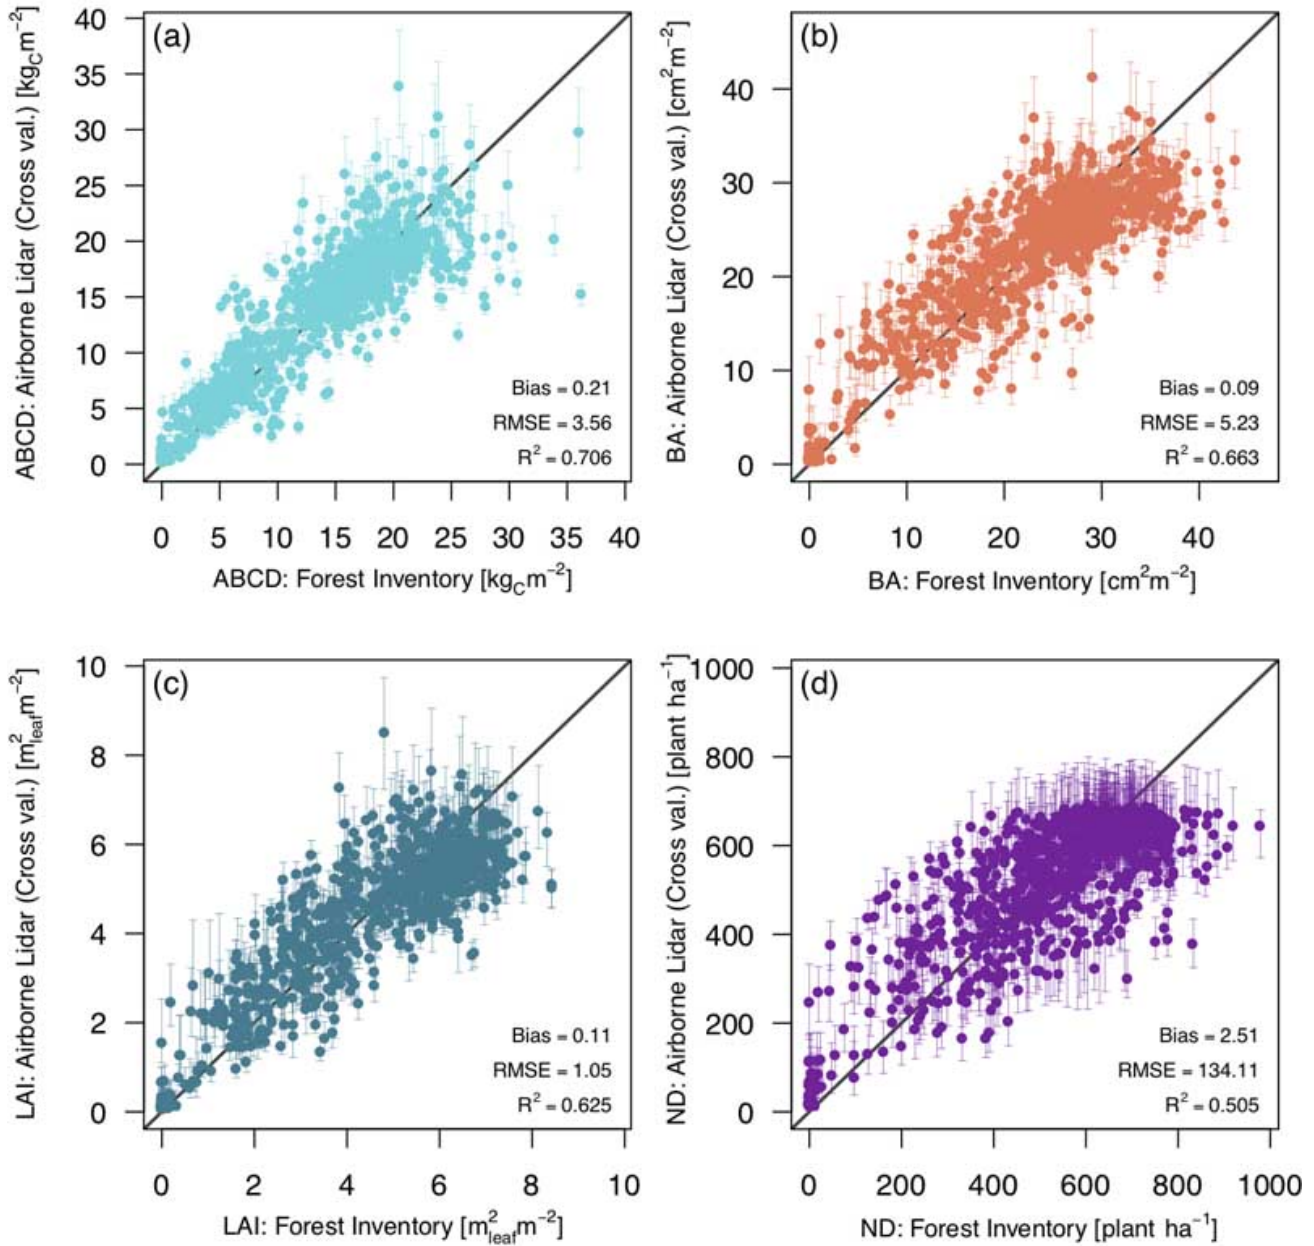 (a)
ABCD: Airborne Lidar (Cross val.) [kg_C m⁻²]
40
35
30
25
20
15
10
5
0
Bias = 0.21
RMSE = 3.56
R² = 0.706
0 5 10 15 20 25 30 35 40
ABCD: Forest Inventory [kg_C m⁻²]
(b)
BA: Airborne Lidar (Cross val.) [cm²m⁻²]
40
30
20
10
0
Bias = 0.09
RMSE = 5.23
R² = 0.663
0 10 20 30 40
BA: Forest Inventory [cm²m⁻²]
(c)
LAI: Airborne Lidar (Cross val.) [m²_leaf m⁻²]
10
8
6
4
2
0
Bias = 0.11
RMSE = 1.05
R² = 0.625
0 2 4 6 8 10
LAI: Forest Inventory [m²_leaf m⁻²]
(d)
ND: Airborne Lidar (Cross val.) [plant ha⁻¹]
1000
800
600
400
200
0
Bias = 2.51
RMSE = 134.11
R² = 0.505
0 200 400 600 800 1000
ND: Forest Inventory [plant ha⁻¹]